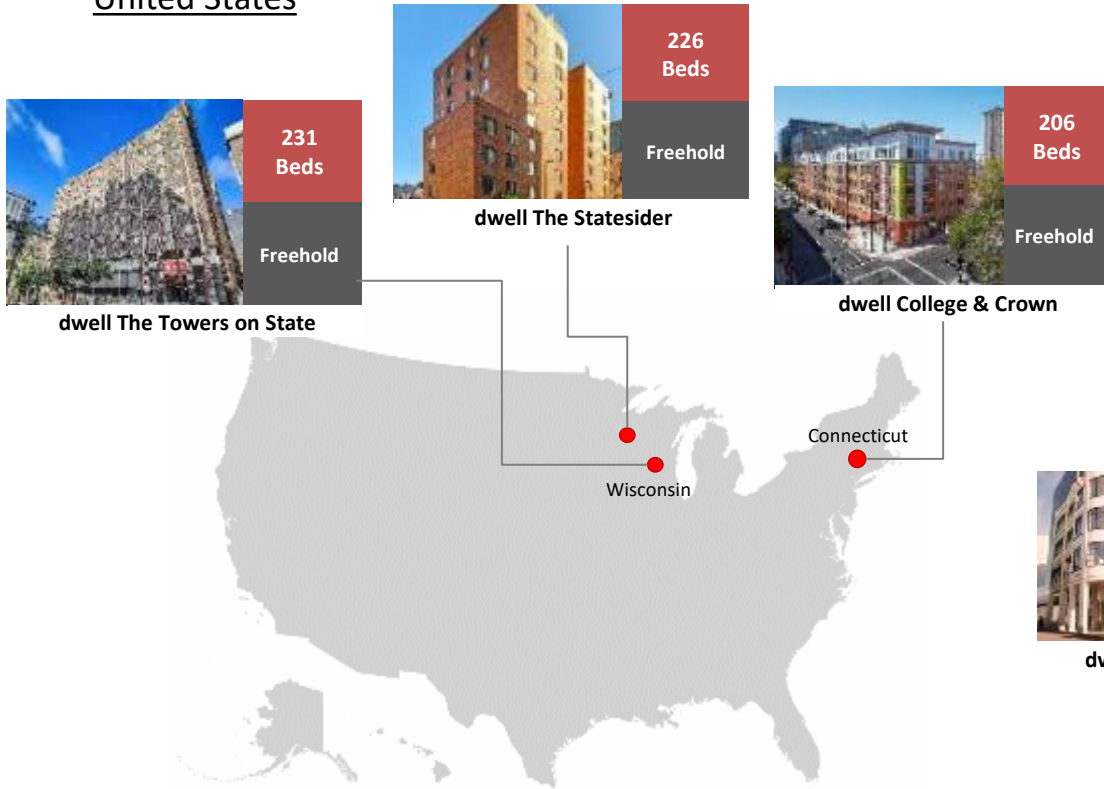 United States
226
Beds
Freehold
dwell The Statesider
231
Beds
Freehold
dwell The Towers on State
206
Beds
Freehold
dwell College & Crown
Connecticut
Wisconsin